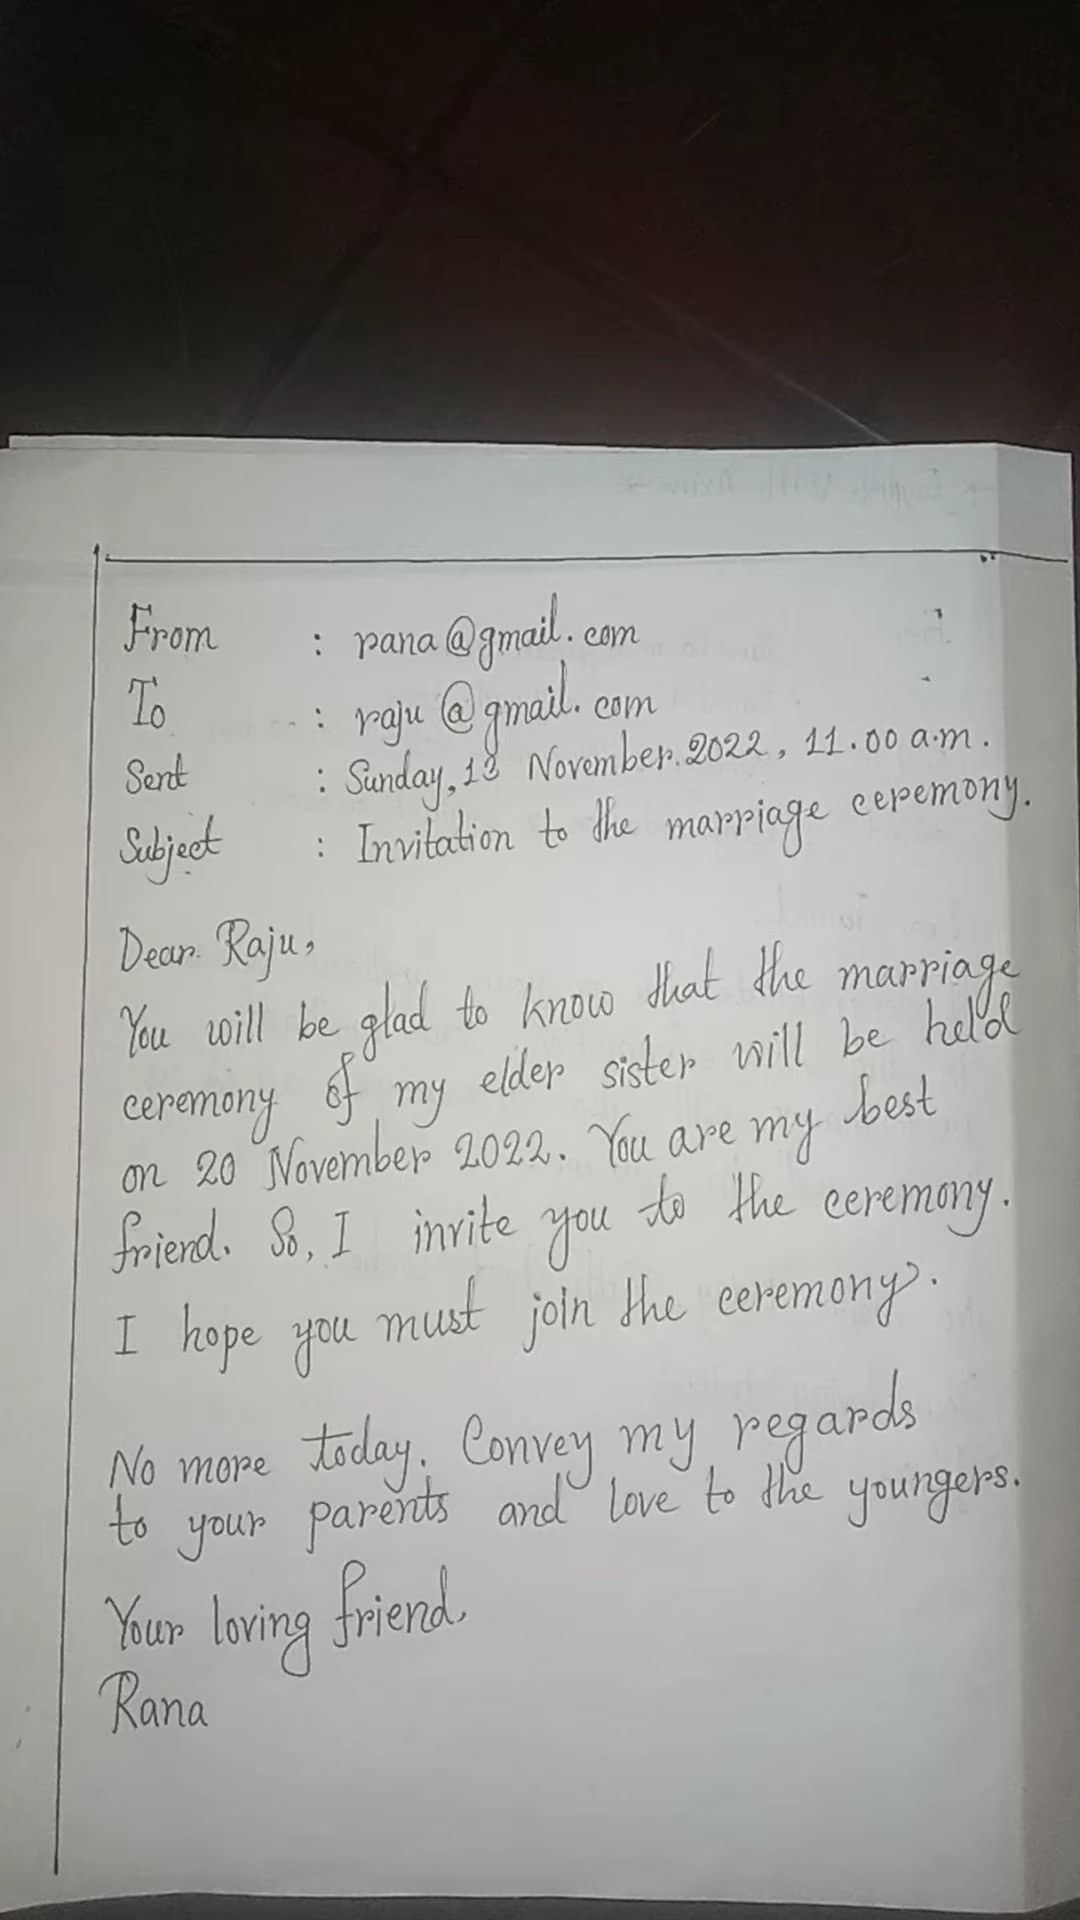 From : rana@gmail.com
To : raju@gmail.com
Sent : Sunday, 13 November.2022, 11.00 a.m.
Subject : Invitation to the marriage ceremony.
Dear Raju,
You will be glad to know that the marriage
ceremony of my elder sister will be held
on 20 November 2022. You are my best
friend. So, I invite you to the ceremony.
I hope you must join the ceremony.
No more today. Convey my regards
to your parents and love to the youngers.
Your loving friend,
Rana